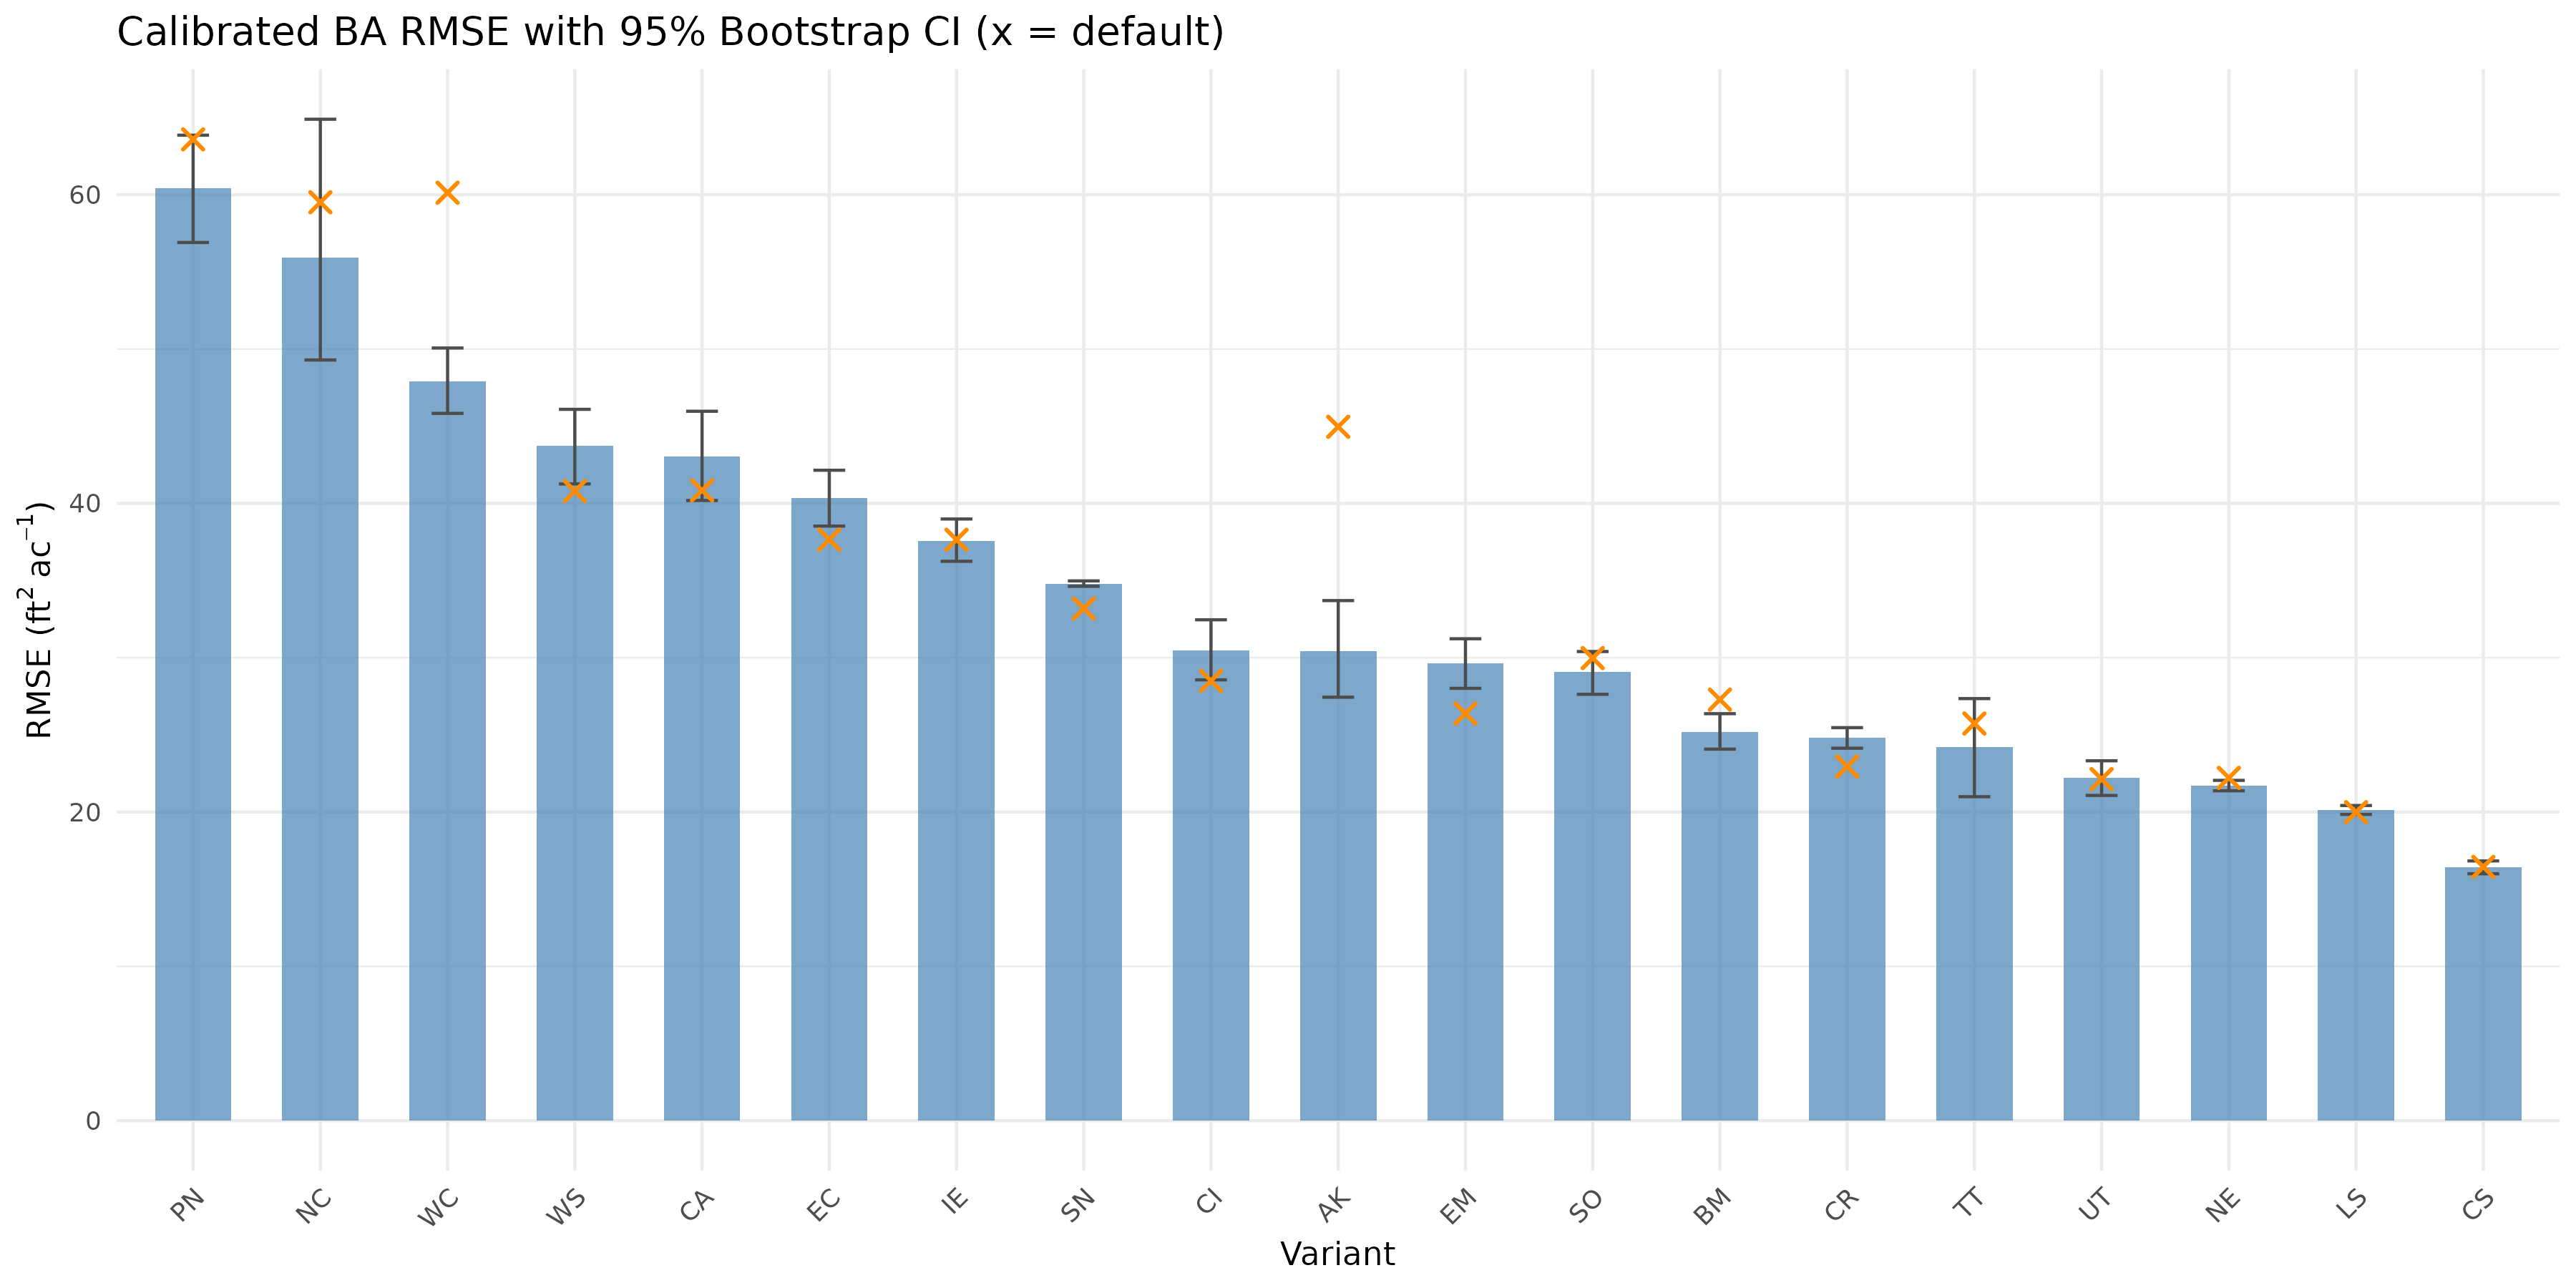 Calibrated BA RMSE with 95% Bootstrap CI (x = default)
RMSE (ft² ac⁻¹)
60
40
20
0
PN NC WC WS CA EC IE SN CI AK EM SO BM CR TT UT NE LS CS
Variant